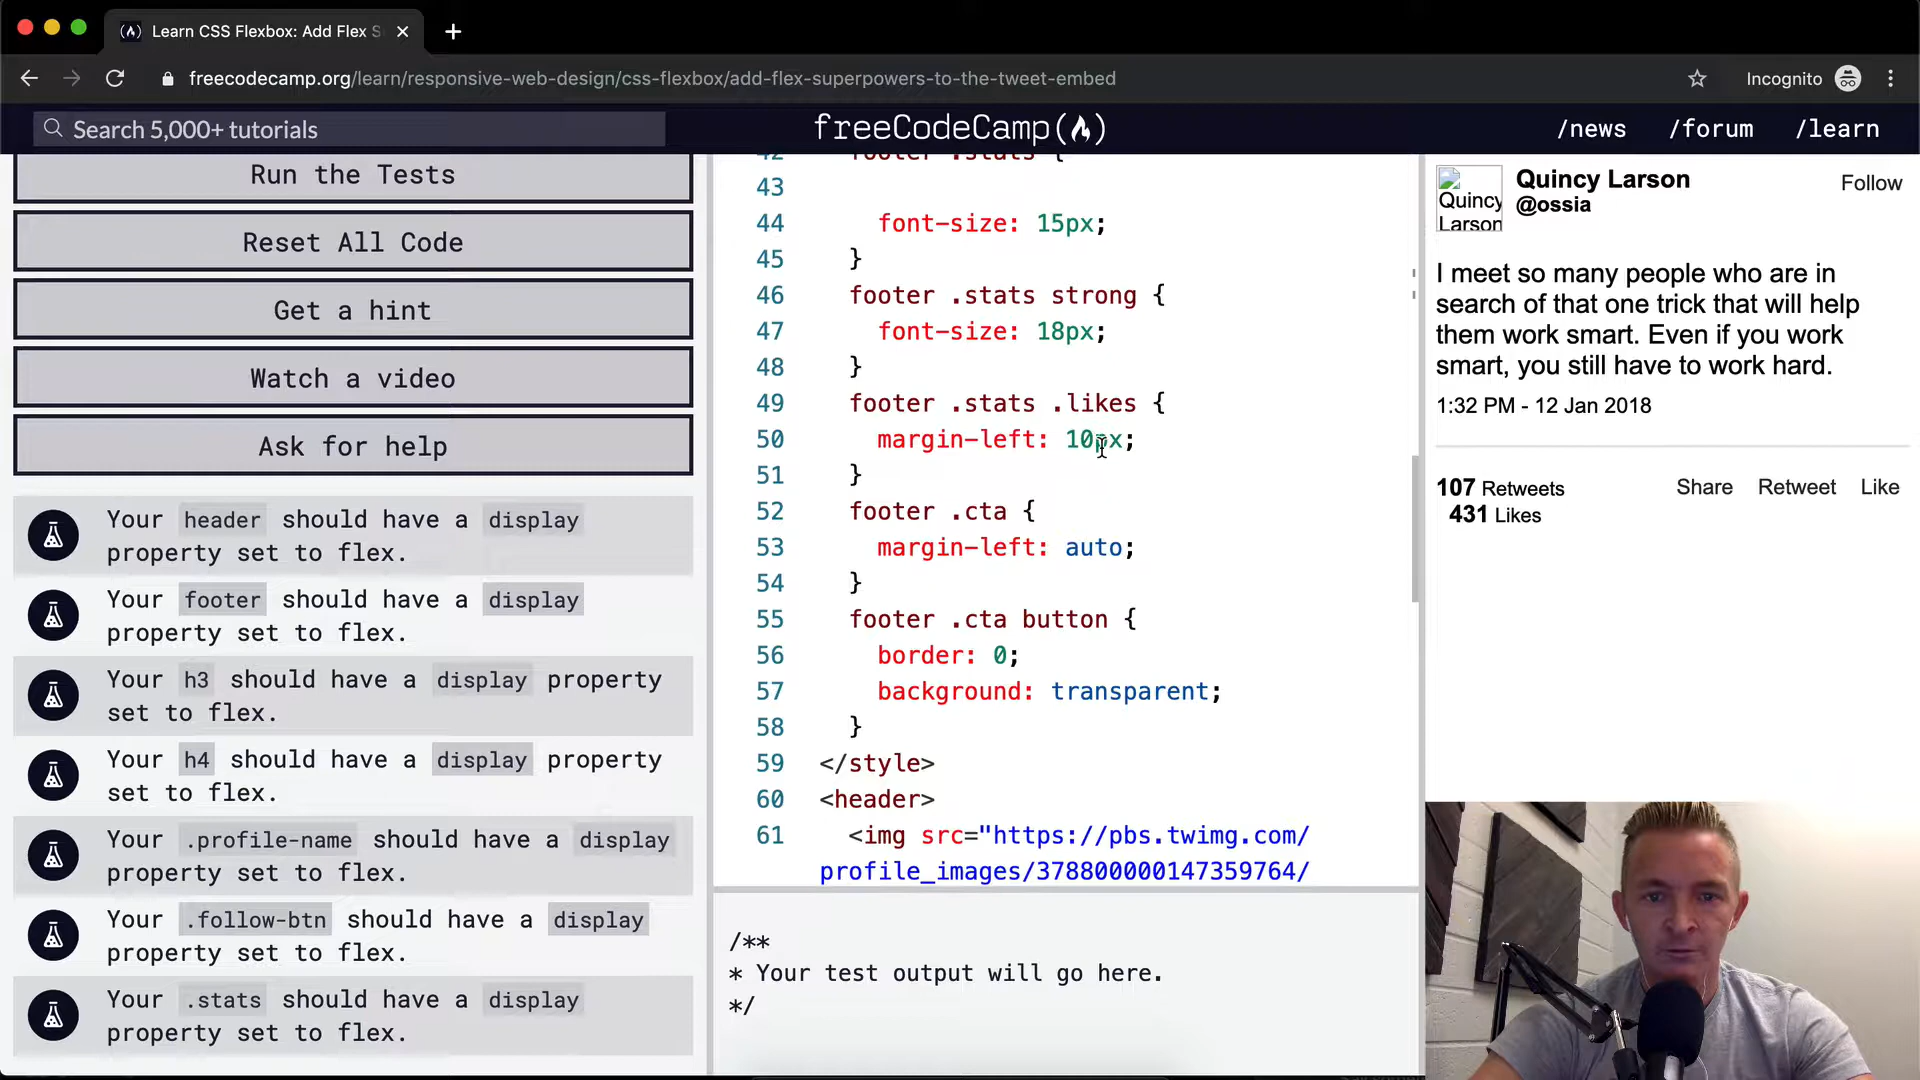 Learn CSS Flexbox: Add Flex S
freecodecamp.org/learn/responsive-web-design/css-flexbox/add-flex-superpowers-to-the-tweet-embed
Incognito
Search 5,000+ tutorials
freeCodeCamp
/news
/forum
/learn
Run the Tests
Reset All Code
Get a hint
Watch a video
Ask for help
Your header should have a display
property set to flex.
Your footer should have a display
property set to flex.
Your h3 should have a display property
set to flex.
Your h4 should have a display property
set to flex.
Your .profile-name should have a display
property set to flex.
Your .follow-btn should have a display
property set to flex.
Your .stats should have a display
property set to flex.
42 footer .stats {
43
44 font-size: 15px;
45 }
46 footer .stats strong {
47 font-size: 18px;
48 }
49 footer .stats .likes {
50 margin-left: 10px;
51 }
52 footer .cta {
53 margin-left: auto;
54 }
55 footer .cta button {
56 border: 0;
57 background: transparent;
58 }
59 </style>
60 <header>
61 <img src="https://pbs.twimg.com/
profile_images/378800000147359764/
/**
* Your test output will go here.
*/
Quincy
Larson
Quincy Larson
@ossia
Follow
I meet so many people who are in
search of that one trick that will help
them work smart. Even if you work
smart, you still have to work hard.
1:32 PM - 12 Jan 2018
107 Retweets
431 Likes
Share
Retweet
Like